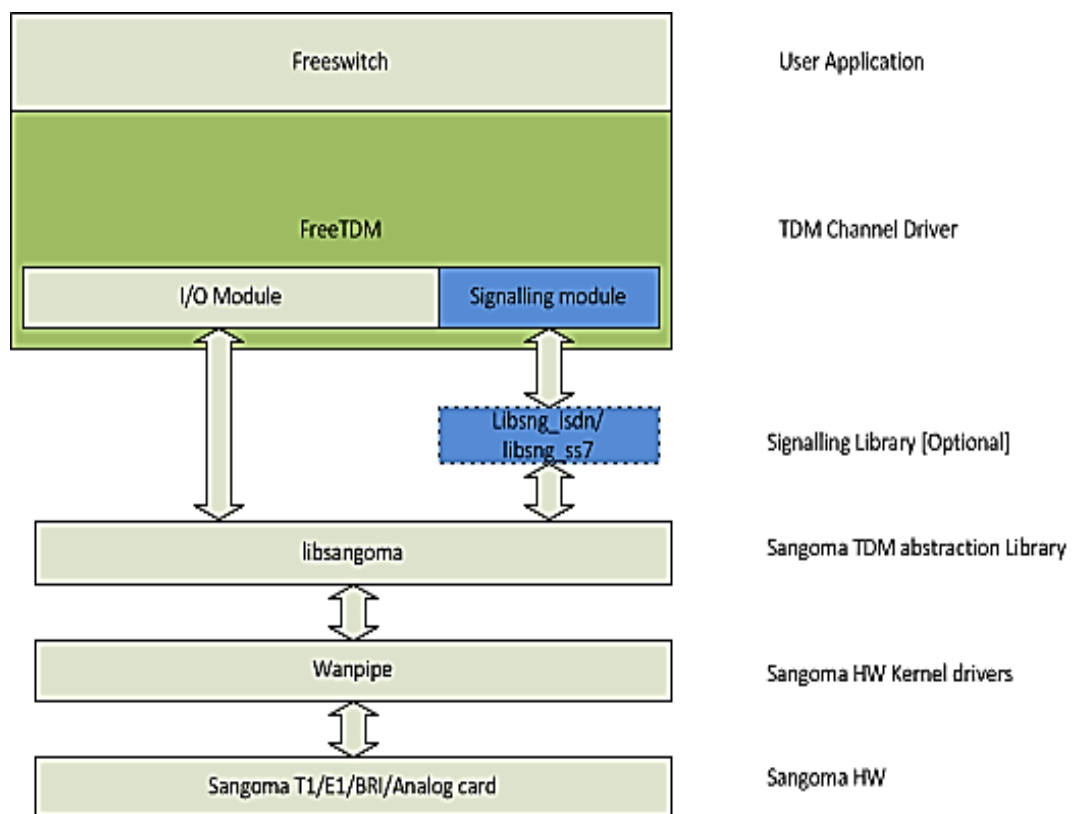 Freeswitch
User Application
FreeTDM
TDM Channel Driver
I/O Module
Signalling module
Libsng_isdn/
libsng_ss7
Signalling Library [Optional]
libsangoma
Sangoma TDM abstraction Library
Wanpipe
Sangoma HW Kernel drivers
Sangoma T1/E1/BRI/Analog card
Sangoma HW